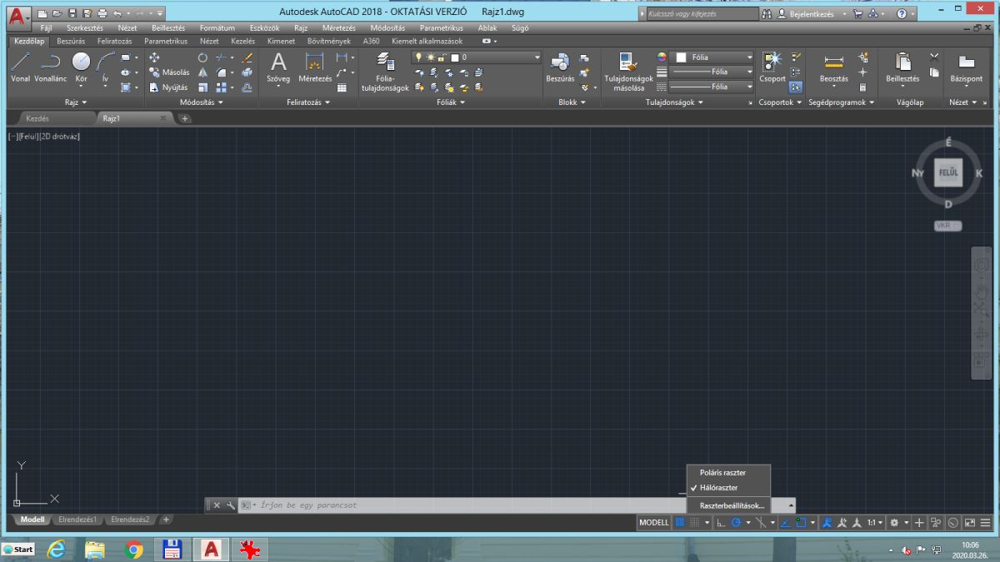 Autodesk AutoCAD 2018 - OKTATÁSI VERZIÓ Rajz1.dwg
Kulcsszó vagy kifejezés
Bejelentkezés
Fájl Szerkesztés Nézet Beillesztés Formátum Eszközök Rajz Méretezés Módosítás Parametrikus Ablak Súgó
Kezdőlap Beszúrás Feliratozás Parametrikus Nézet Kezelés Kimenet Bővítmények A360 Kiemelt alkalmazások
Vonal Vonallánc Kör Ív
Másolás
Nyújtás
Szöveg Méretezés
Fólia-
tulajdonságok
0
Beszúrás
Tulajdonságok
másolása
Fólia
Fólia
Fólia
Csoport
Beosztás
Beillesztés
Bázispont
Rajz Módosítás Feliratozás Fóliák Blokk Tulajdonságok Csoportok Segédprogramok Vágólap Nézet
Kezdés Rajz1
[−][Felül][2D drótváz]
É
Ny FELÜL K
D
VKR
Y
X
Poláris raszter
Hálóraszter
Raszterbeállítások...
Írjon be egy parancsot
Modell Elrendezés1 Elrendezés2
MODELL
1:1
Start
10:06
2020.03.26.